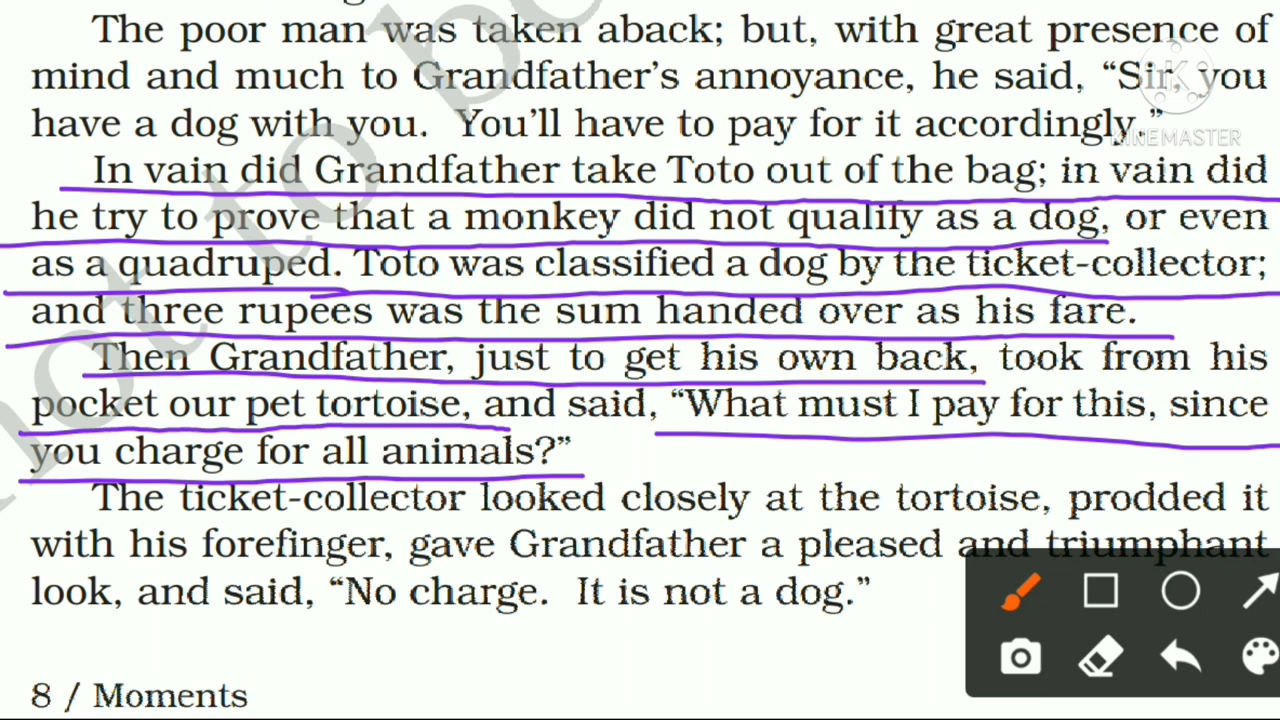 The poor man was taken aback; but, with great presence of
mind and much to Grandfather's annoyance, he said, "Sir, you
have a dog with you. You'll have to pay for it accordingly."
KINEMASTER
In vain did Grandfather take Toto out of the bag; in vain did
he try to prove that a monkey did not qualify as a dog, or even
as a quadruped. Toto was classified a dog by the ticket-collector;
and three rupees was the sum handed over as his fare.
Then Grandfather, just to get his own back, took from his
pocket our pet tortoise, and said, "What must I pay for this, since
you charge for all animals?"
The ticket-collector looked closely at the tortoise, prodded it
with his forefinger, gave Grandfather a pleased and triumphant
look, and said, "No charge. It is not a dog."
8 / Moments
not to be